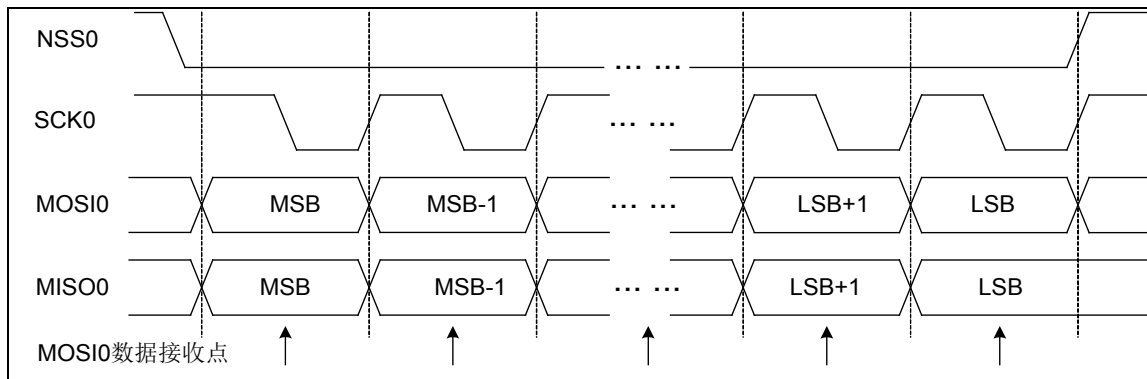 NSS0 ... ...
SCK0 ... ...
MOSI0 MSB MSB-1 ... ... LSB+1 LSB
MISO0 MSB MSB-1 ... ... LSB+1 LSB
MOSI0数据接收点